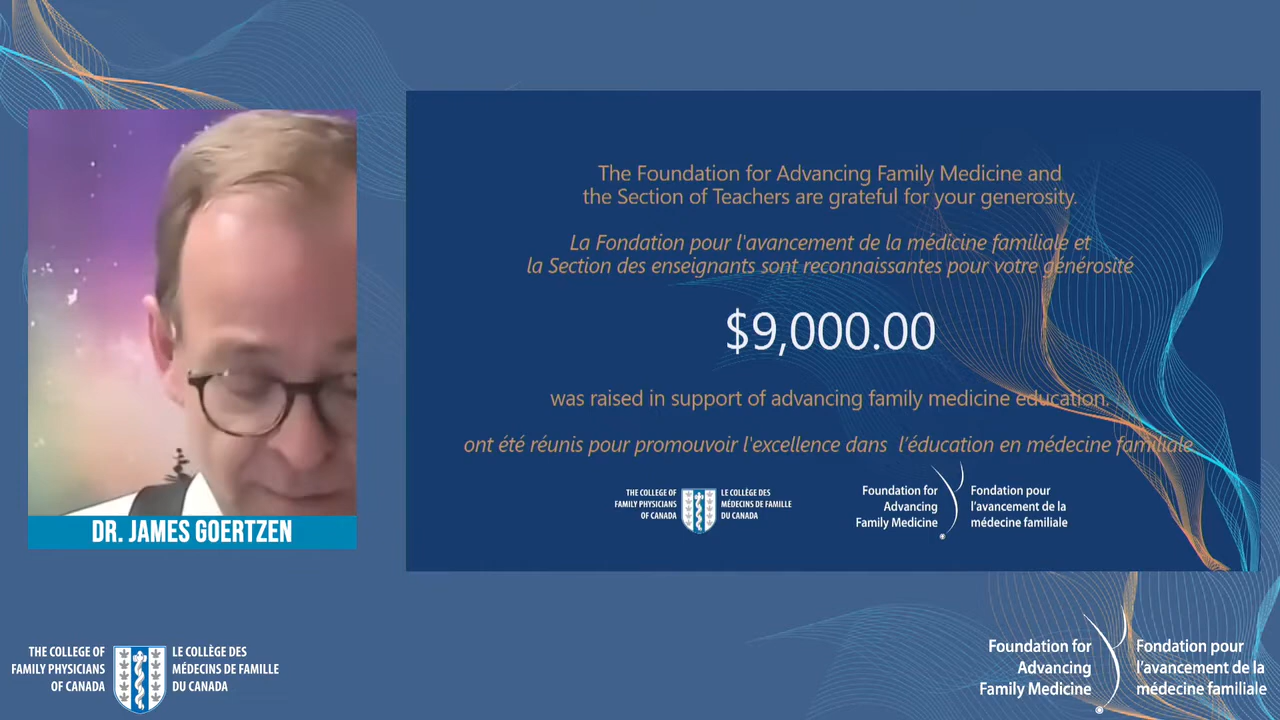 The Foundation for Advancing Family Medicine and
the Section of Teachers are grateful for your generosity.
La Fondation pour l'avancement de la médicine familiale et
la Section des enseignants sont reconnaissantes pour votre générosité
$9,000.00
was raised in support of advancing family medicine education.
ont été réunis pour promouvoir l'excellence dans l’éducation en médecine familiale.
THE COLLEGE OF
FAMILY PHYSICIANS
OF CANADA
LE COLLÈGE DES
MÉDECINS DE FAMILLE
DU CANADA
Foundation for
Advancing
Family Medicine
Fondation pour
l'avancement de la
médecine familiale
DR. JAMES GOERTZEN
THE COLLEGE OF
FAMILY PHYSICIANS
OF CANADA
LE COLLÈGE DES
MÉDECINS DE FAMILLE
DU CANADA
Foundation for
Advancing
Family Medicine
Fondation pour
l'avancement de la
médecine familiale